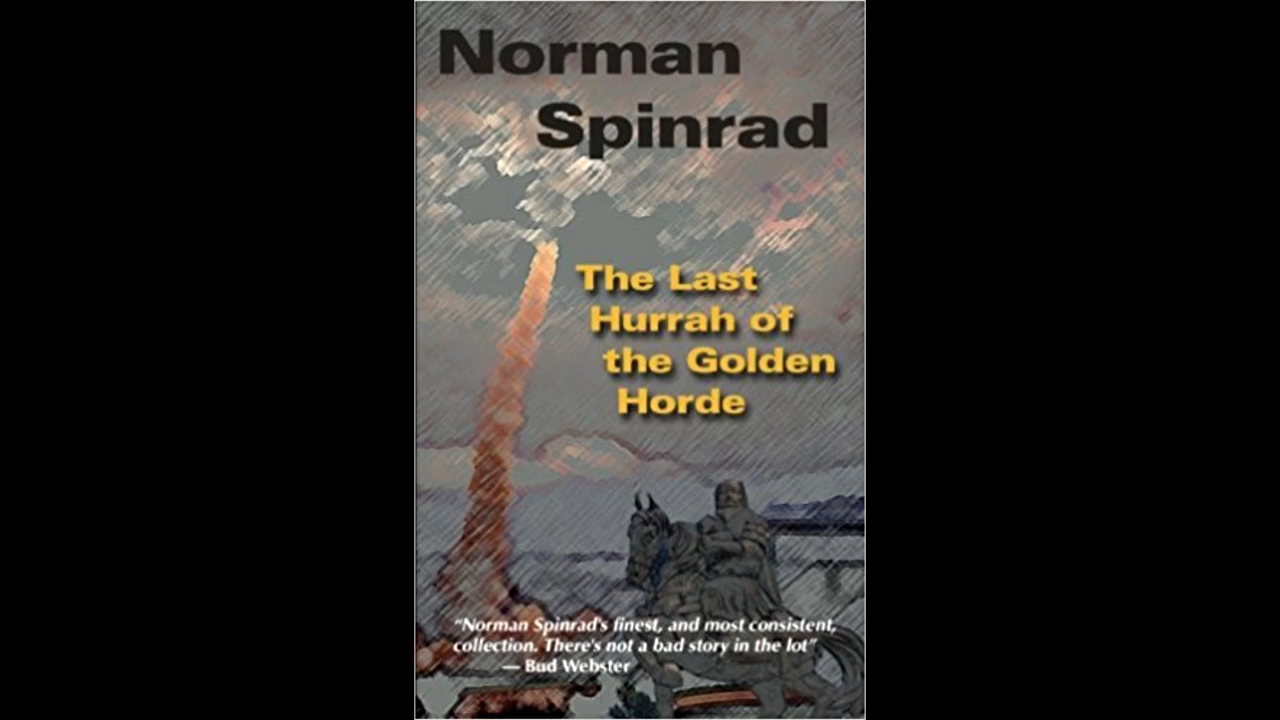 Norman
Spinrad
The Last
Hurrah of
the Golden
Horde
“Norman Spinrad's finest, and most consistent,
collection. There's not a bad story in the lot”
— Bud Webster